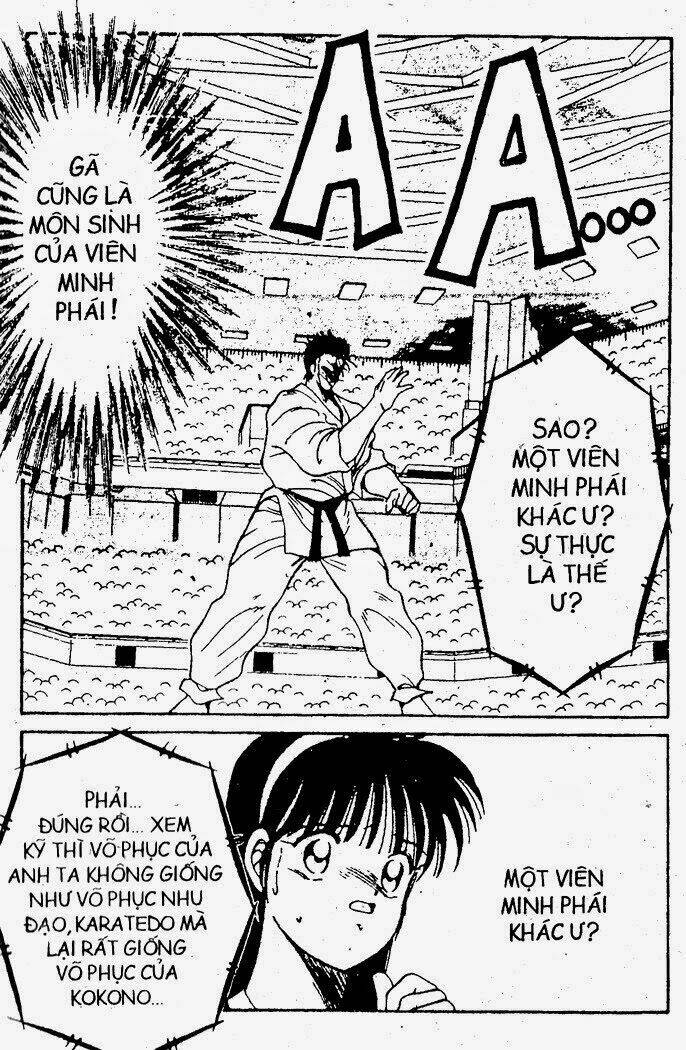 GÃ
CŨNG LÀ
MÔN SINH
CỦA VIÊN
MINH
PHÁI!
A A...
SAO?
MỘT VIÊN
MINH PHÁI
KHÁC Ư?
SỰ THỰC
LÀ THẾ
Ư?
PHẢI...
ĐÚNG RỒI... XEM
KỸ THÌ VÕ PHỤC CỦA
ANH TA KHÔNG GIỐNG
NHƯ VÕ PHỤC NHU
ĐẠO, KARATEDO MÀ
LẠI RẤT GIỐNG
VÕ PHỤC CỦA
KOKONO...
MỘT VIÊN
MINH PHÁI
KHÁC Ư?